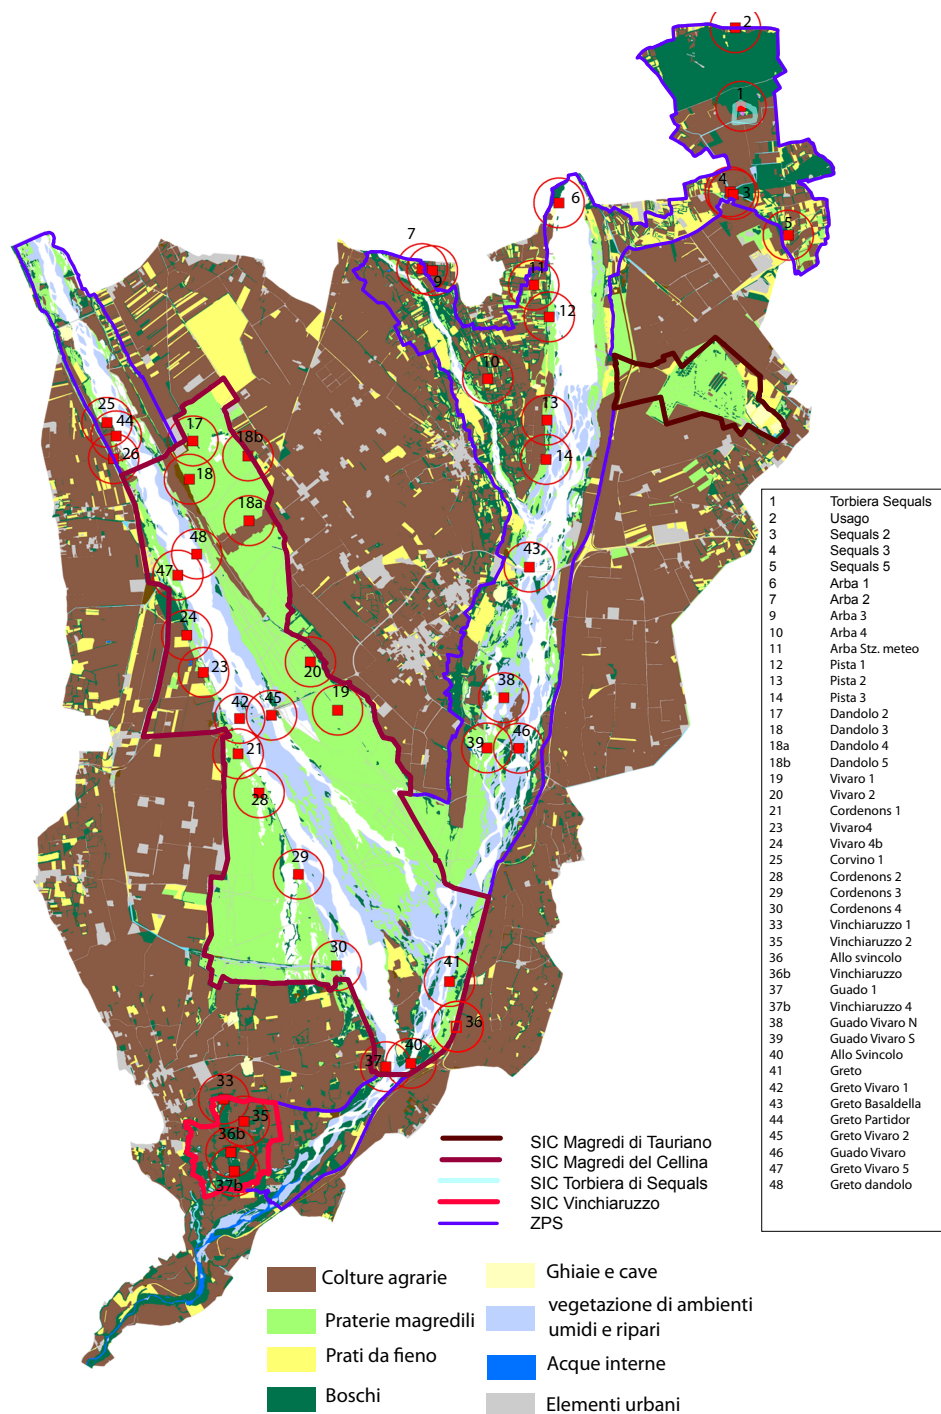 2
1
4
3
5
6
7
9
11
12
10
13
14
25
44
26
17
18b
18
18a
48
47
43
24
23
20
19
38
42
45
39
46
21
28
29
30
41
36
40
37
33
35
36b
37b
1 Torbiera Sequals
2 Usago
3 Sequals 2
4 Sequals 3
5 Sequals 5
6 Arba 1
7 Arba 2
9 Arba 3
10 Arba 4
11 Arba Stz. meteo
12 Pista 1
13 Pista 2
14 Pista 3
17 Dandolo 2
18 Dandolo 3
18a Dandolo 4
18b Dandolo 5
19 Vivaro 1
20 Vivaro 2
21 Cordenons 1
23 Vivaro4
24 Vivaro 4b
25 Corvino 1
28 Cordenons 2
29 Cordenons 3
30 Cordenons 4
33 Vinchiaruzzo 1
35 Vinchiaruzzo 2
36 Allo svincolo
36b Vinchiaruzzo
37 Guado 1
37b Vinchiaruzzo 4
38 Guado Vivaro N
39 Guado Vivaro S
40 Allo Svincolo
41 Greto
42 Greto Vivaro 1
43 Greto Basaldella
44 Greto Partidor
45 Greto Vivaro 2
46 Guado Vivaro
47 Greto Vivaro 5
48 Greto dandolo
SIC Magredi di Tauriano
SIC Magredi del Cellina
SIC Torbiera di Sequals
SIC Vinchiaruzzo
ZPS
Colture agrarie
Praterie magredili
Prati da fieno
Boschi
Ghiaie e cave
vegetazione di ambienti
umidi e ripari
Acque interne
Elementi urbani